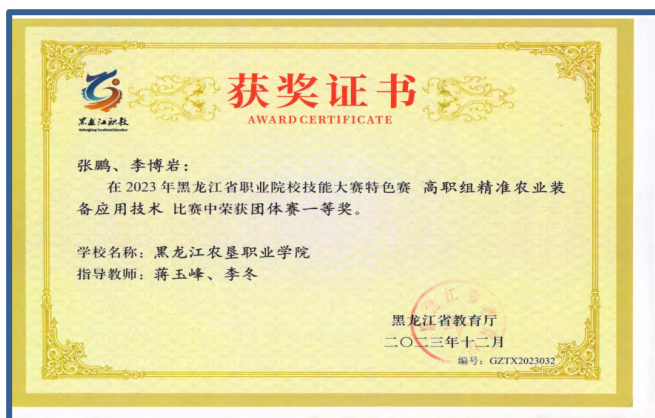 获奖证书
AWARD CERTIFICATE
黑龙江职教
张鹏、李博岩：
在 2023 年黑龙江省职业院校技能大赛特色赛 高职组精准农业装
备应用技术 比赛中荣获团体赛一等奖。
学校名称：黑龙江农垦职业学院
指导教师：蒋玉峰、李冬
黑龙江省教育厅
二〇二三年十二月
编号：GZTX2023032